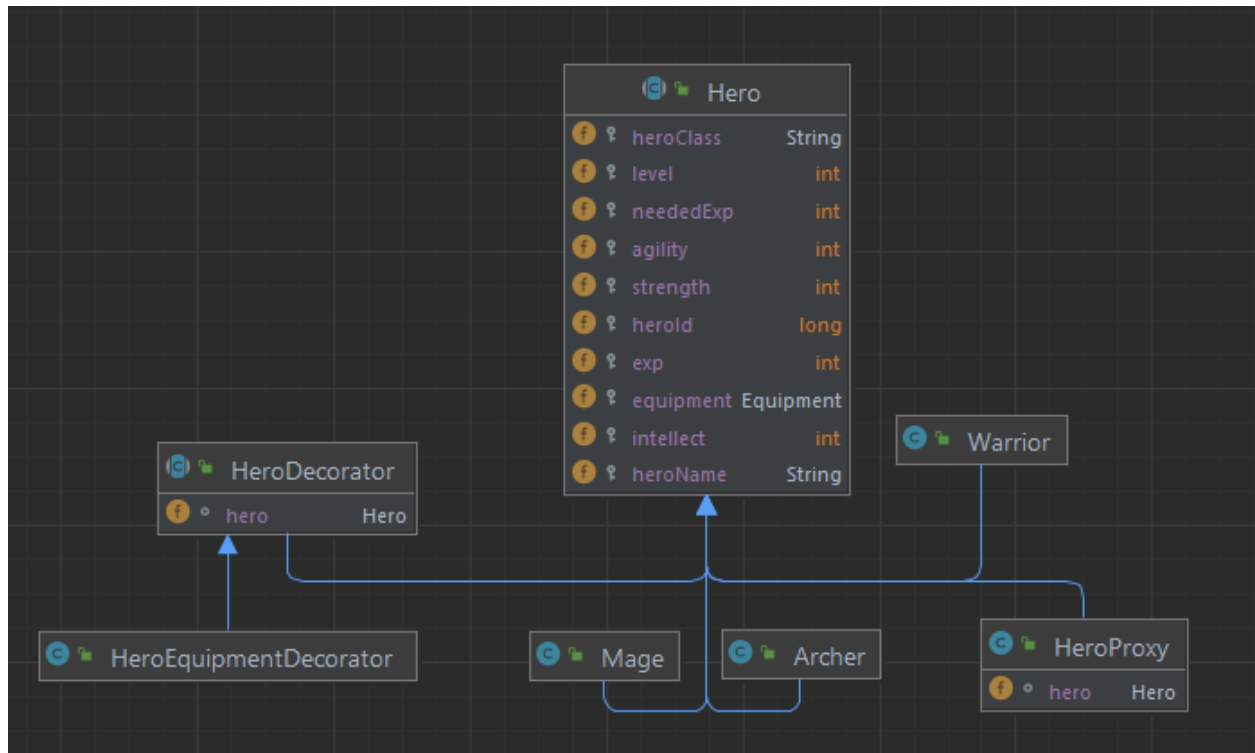 Hero
heroClass String
level int
neededExp int
agility int
strength int
heroId long
exp int
equipment Equipment
intellect int
heroName String
Warrior
HeroDecorator
hero Hero
HeroEquipmentDecorator
Mage
Archer
HeroProxy
hero Hero